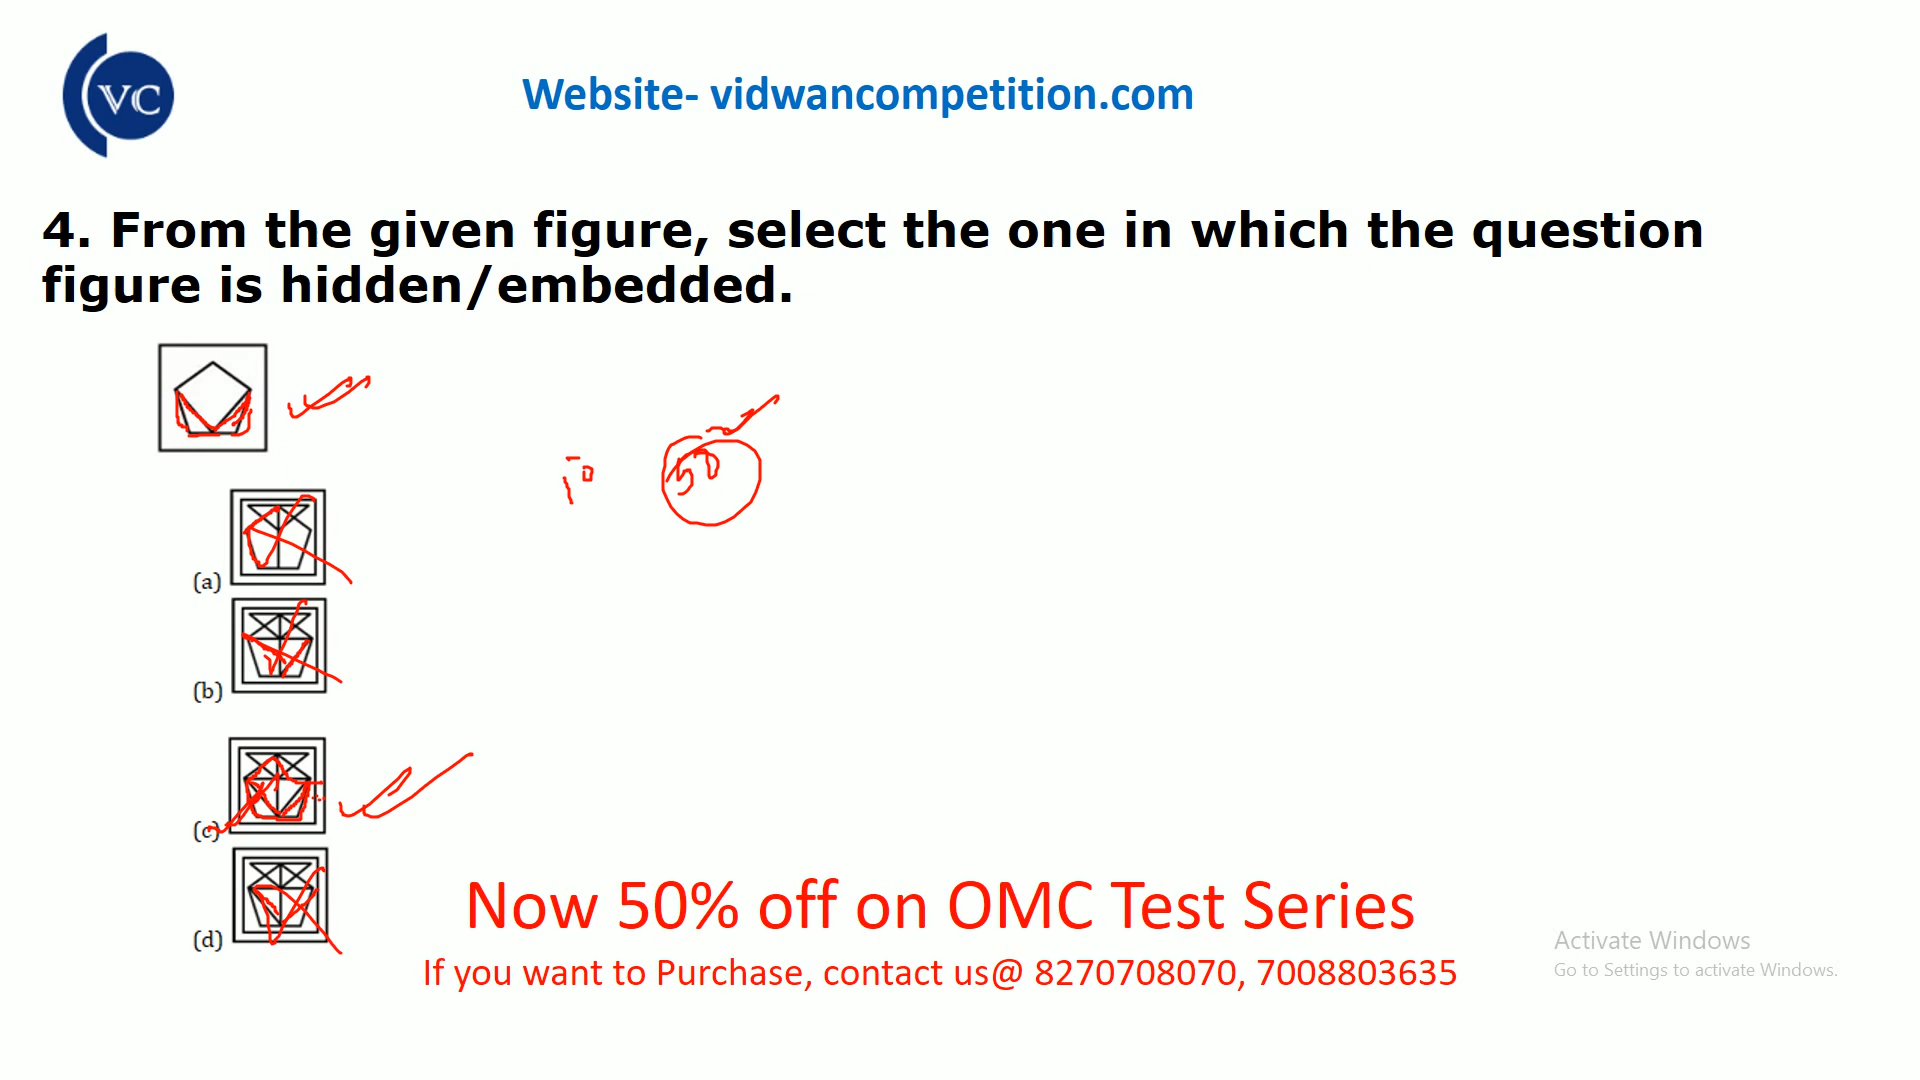 VC
Website- vidwancompetition.com
4. From the given figure, select the one in which the question
figure is hidden/embedded.
(a)
(b)
(c)
(d)
Now 50% off on OMC Test Series
If you want to Purchase, contact us@ 8270708070, 7008803635
Activate Windows
Go to Settings to activate Windows.